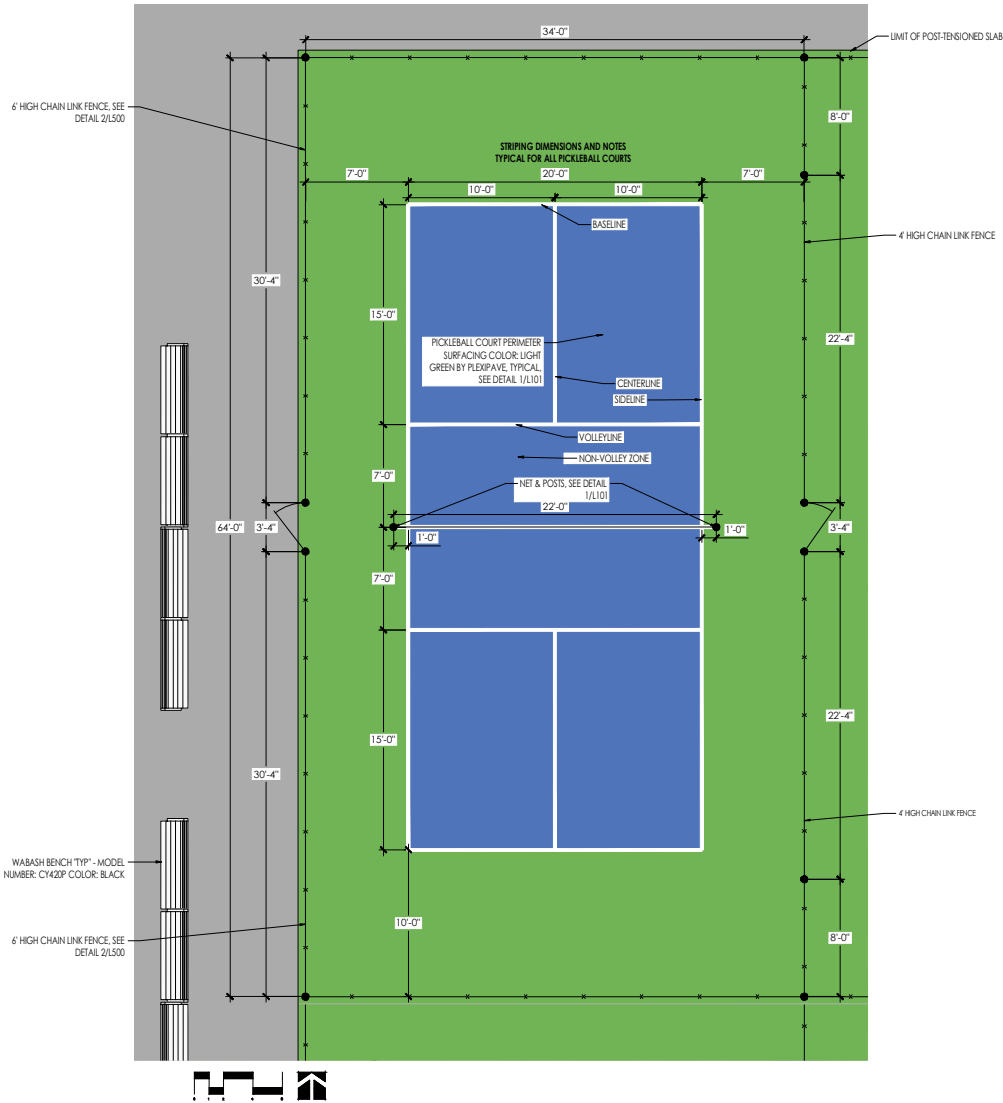 34'-0"
LIMIT OF POST-TENSIONED SLAB
6' HIGH CHAIN LINK FENCE, SEE
DETAIL 2/L500
8'-0"
STRIPING DIMENSIONS AND NOTES
TYPICAL FOR ALL PICKLEBALL COURTS
7'-0"
20'-0"
7'-0"
10'-0"
10'-0"
BASELINE
4' HIGH CHAIN LINK FENCE
30'-4"
15'-0"
22'-4"
PICKLEBALL COURT PERIMETER
SURFACING COLOR: LIGHT
GREEN BY PLEXIPAVE, TYPICAL,
SEE DETAIL 1/L101
CENTERLINE
SIDELINE
VOLLEYLINE
NON-VOLLEY ZONE
7'-0"
NET & POSTS, SEE DETAIL
1/L101
22'-0"
64'-0"
3'-4"
1'-0"
1'-0"
3'-4"
7'-0"
22'-4"
15'-0"
30'-4"
4' HIGH CHAIN LINK FENCE
WABASH BENCH "TYP" - MODEL
NUMBER: CY420P COLOR: BLACK
10'-0"
6' HIGH CHAIN LINK FENCE, SEE
DETAIL 2/L500
8'-0"